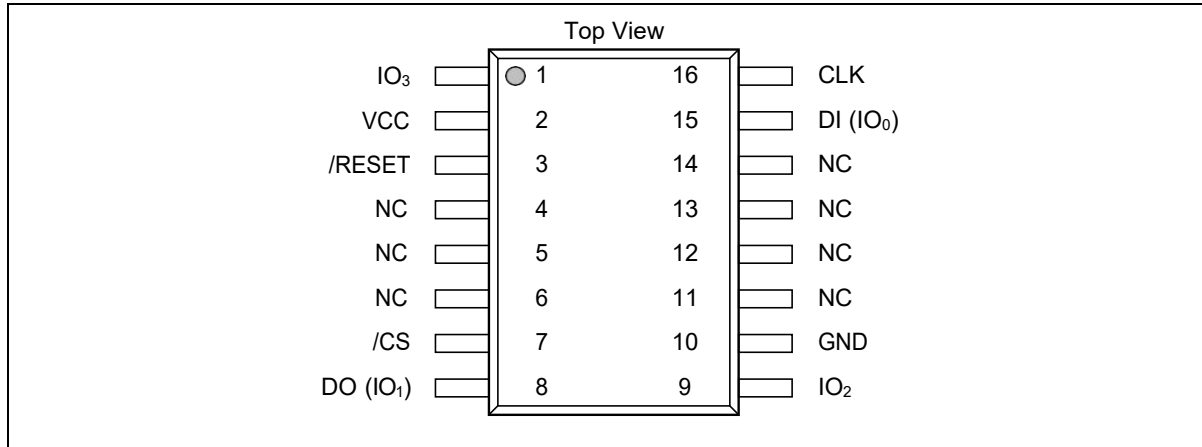 Top View
IO₃ 1 16 CLK
VCC 2 15 DI (IO₀)
/RESET 3 14 NC
NC 4 13 NC
NC 5 12 NC
NC 6 11 NC
/CS 7 10 GND
DO (IO₁) 8 9 IO₂